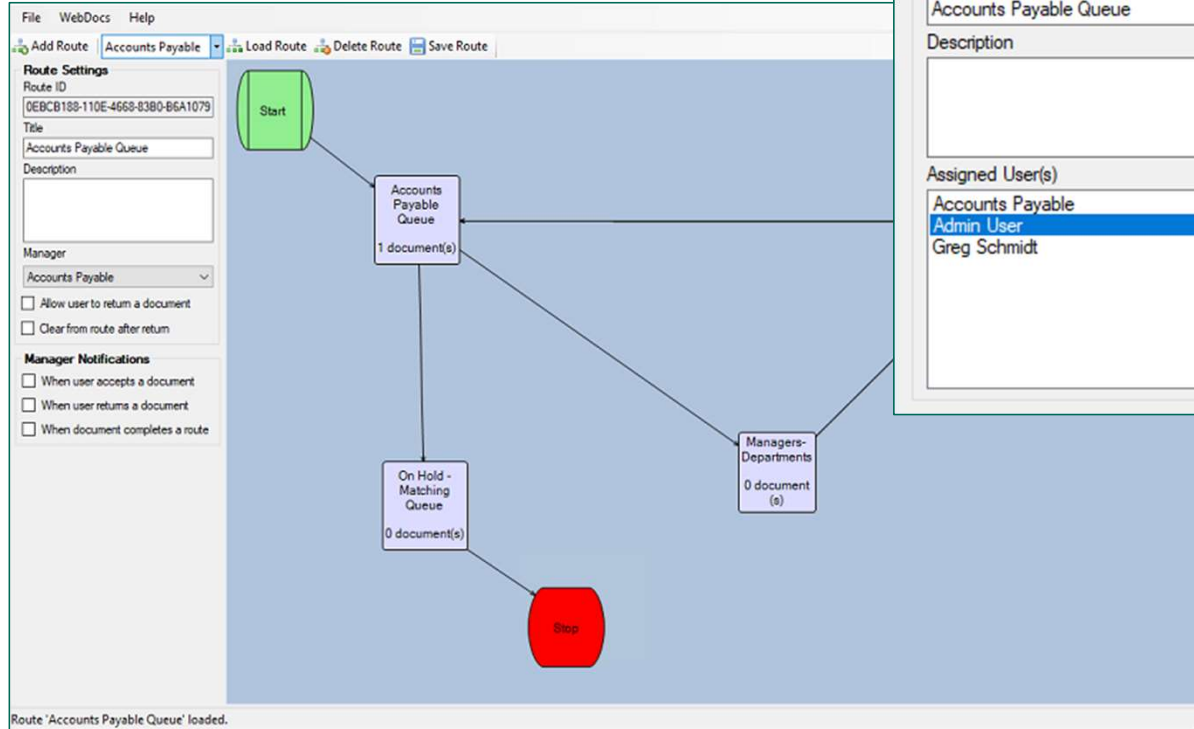 File WebDocs Help
Add Route Accounts Payable Load Route Delete Route Save Route
Route Settings
Route ID
0EBCB188-110E-4668-83B0-B6A1079
Title
Accounts Payable Queue
Description
Manager
Accounts Payable
Allow user to return a document
Clear from route after return
Manager Notifications
When user accepts a document
When user returns a document
When document completes a route
Start
Accounts
Payable
Queue
1 document(s)
On Hold -
Matching
Queue
0 document(s)
Managers-
Departments
0 document
(s)
Stop
Accounts Payable Queue
Description
Assigned User(s)
Accounts Payable
Admin User
Greg Schmidt
Route 'Accounts Payable Queue' loaded.